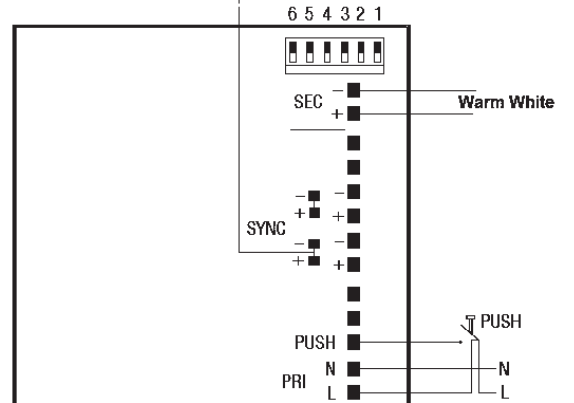 6 5 4 3 2 1
SEC
−
+
Warm White
− −
+ +
SYNC
− −
+ +
PUSH
PUSH
PRI
N
N
L
L